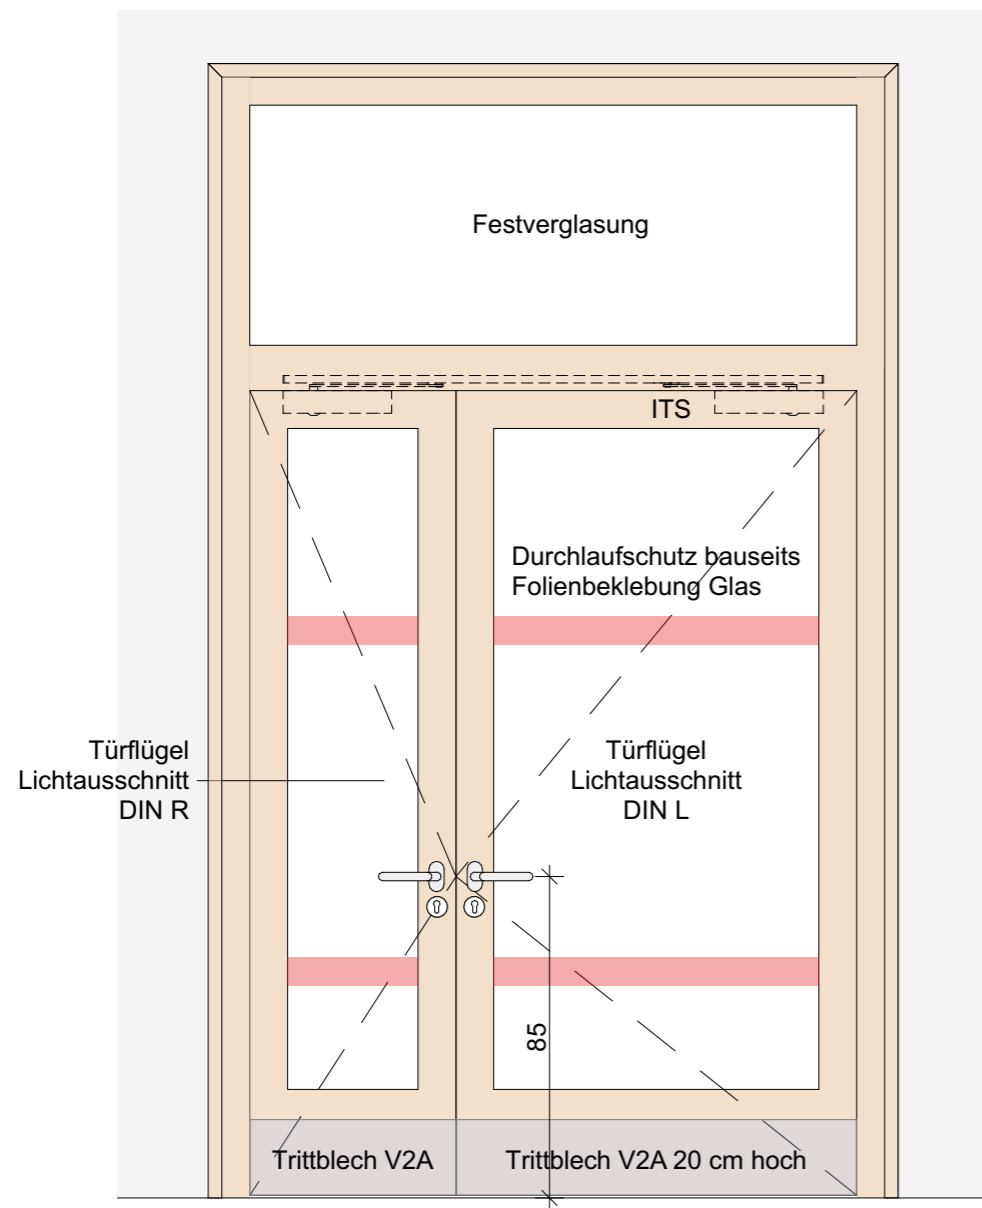 Festverglasung
ITS
Durchlaufschutz bauseits
Folienbeklebung Glas
Türflügel
Lichtausschnitt
DIN R
Türflügel
Lichtausschnitt
DIN L
85
Trittblech V2A
Trittblech V2A 20 cm hoch